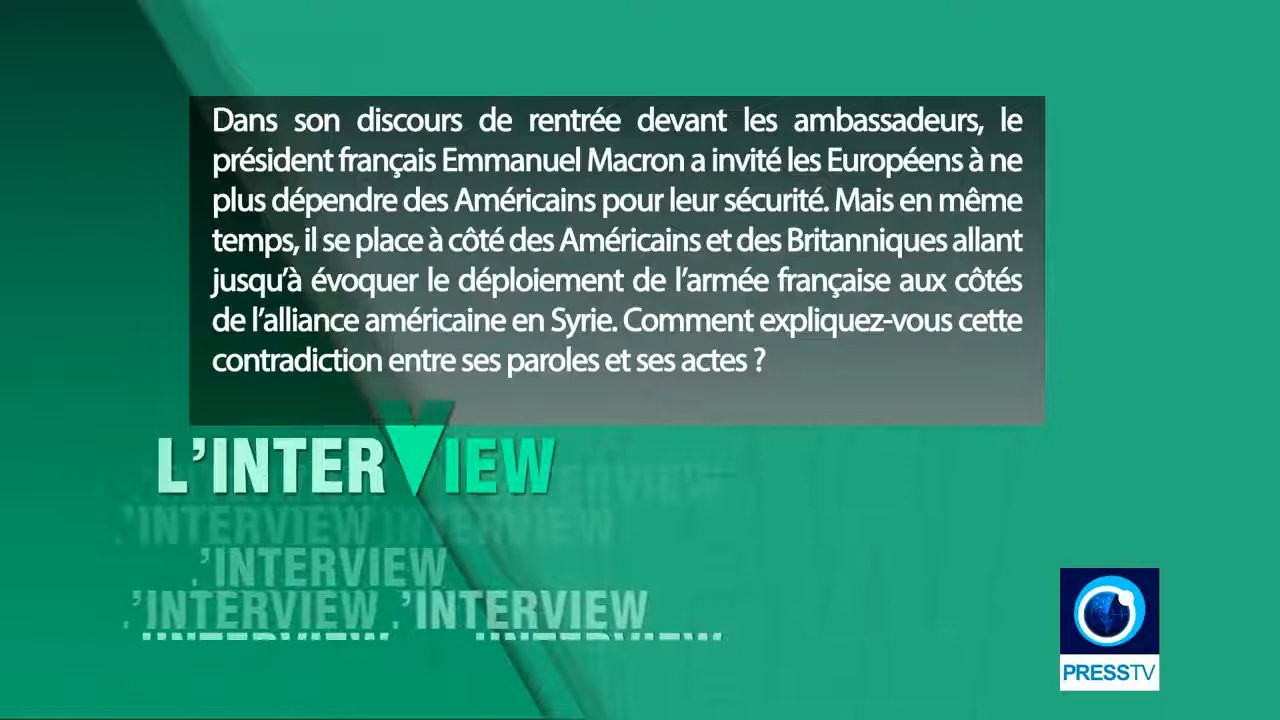 Dans son discours de rentrée devant les ambassadeurs, le
président français Emmanuel Macron a invité les Européens à ne
plus dépendre des Américains pour leur sécurité. Mais en même
temps, il se place à côté des Américains et des Britanniques allant
jusqu'à évoquer le déploiement de l'armée française aux côtés
de l'alliance américaine en Syrie. Comment expliquez-vous cette
contradiction entre ses paroles et ses actes ?
L'INTERVIEW
.'INTERVIEW INTERVIEW
.'INTERVIEW
.'INTERVIEW .'INTERVIEW
PRESSTV